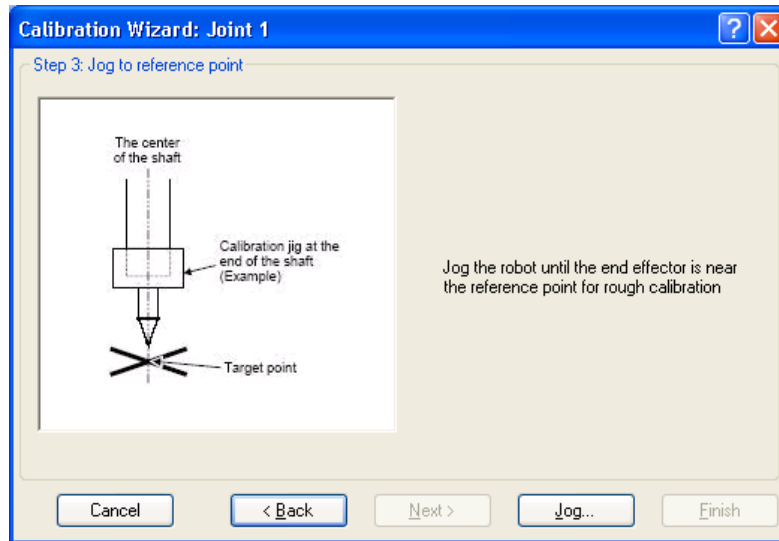 Calibration Wizard: Joint 1
Step 3: Jog to reference point
The center
of the shaft
Calibration jig at the
end of the shaft
(Example)
Target point
Jog the robot until the end effector is near
the reference point for rough calibration
Cancel
< Back
Next >
Jog...
Finish